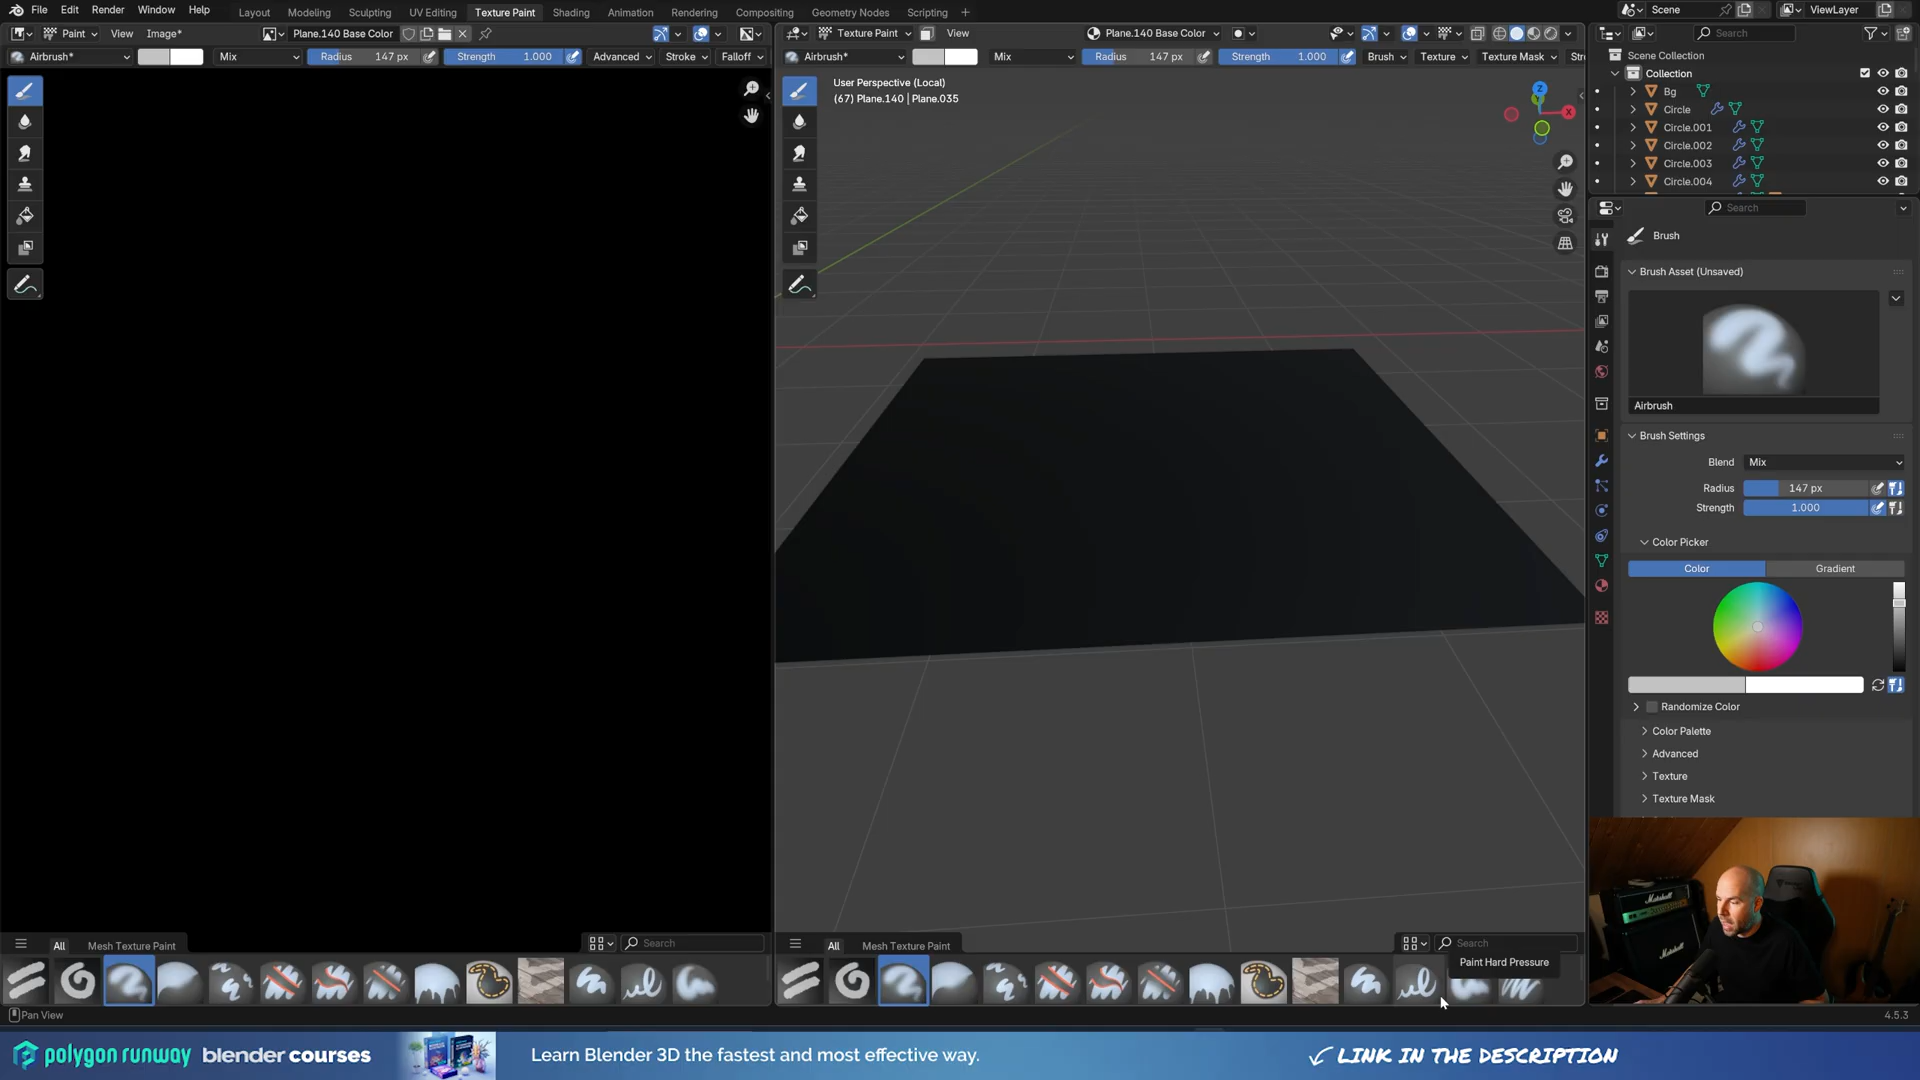 File Edit Render Window Help
Layout Modeling Sculpting UV Editing Texture Paint Shading Animation Rendering Compositing Geometry Nodes Scripting +
Scene
ViewLayer
Paint View Image* Plane.140 Base Color
Texture Paint View Plane.140 Base Color
Search
Airbrush* Mix Radius 147 px Strength 1.000 Advanced Stroke Falloff
Airbrush* Mix Radius 147 px Strength 1.000 Brush Texture Texture Mask Str
User Perspective (Local)
(67) Plane.140 | Plane.035
Z
X
Scene Collection
Collection
Bg
Circle
Circle.001
Circle.002
Circle.003
Circle.004
Search
Brush
Brush Asset (Unsaved)
Airbrush
Brush Settings
Blend Mix
Radius 147 px
Strength 1.000
Color Picker
Color Gradient
Randomize Color
Color Palette
Advanced
Texture
Texture Mask
All Mesh Texture Paint Search
All Mesh Texture Paint Search
Paint Hard Pressure
Marshall
Marshall
Pan View
4.5.3
polygon runway blender courses
Learn Blender 3D the fastest and most effective way.
LINK IN THE DESCRIPTION